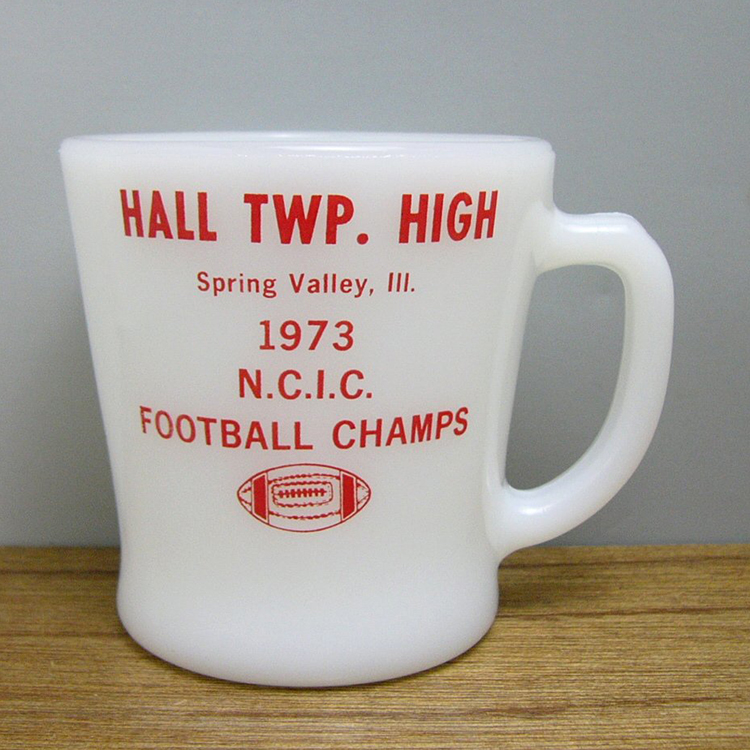 HALL TWP. HIGH
Spring Valley, Ill.
1973
N.C.I.C.
FOOTBALL CHAMPS